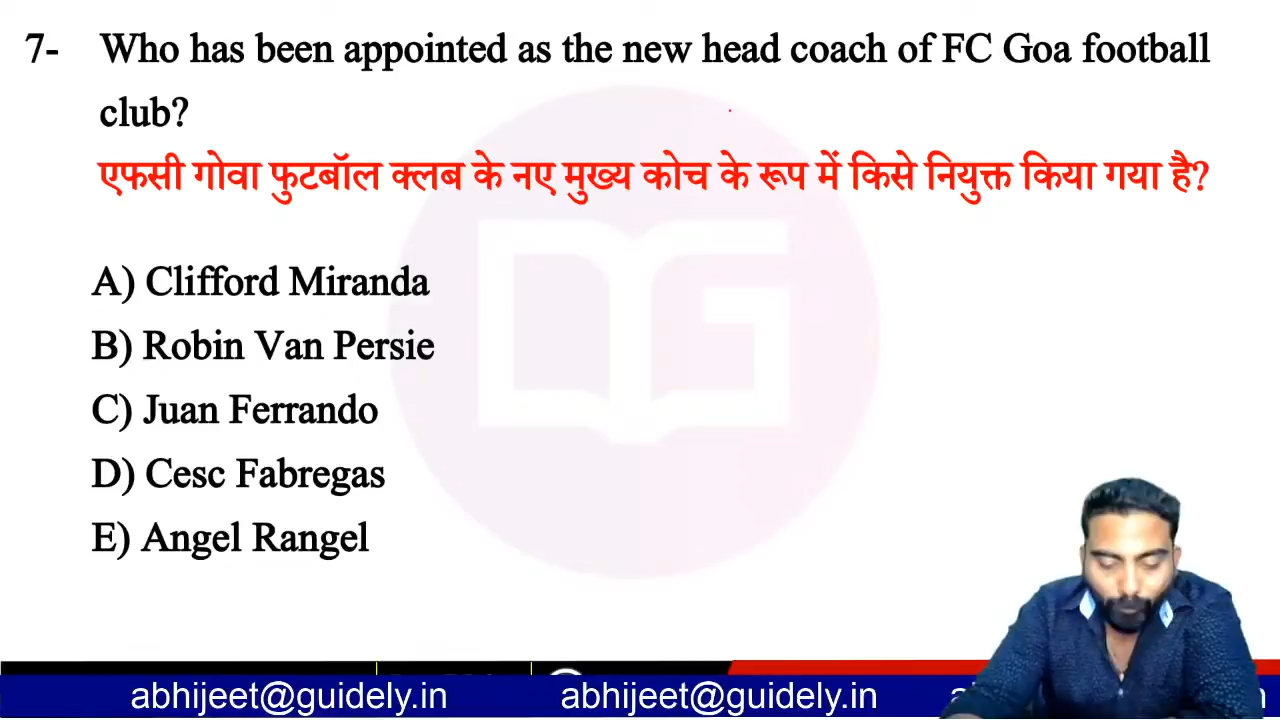 7- Who has been appointed as the new head coach of FC Goa football
club?
एफसी गोवा फुटबॉल क्लब के नए मुख्य कोच के रूप में किसे नियुक्त किया गया है?
A) Clifford Miranda
B) Robin Van Persie
C) Juan Ferrando
D) Cesc Fabregas
E) Angel Rangel
abhijeet@guidely.in abhijeet@guidely.in